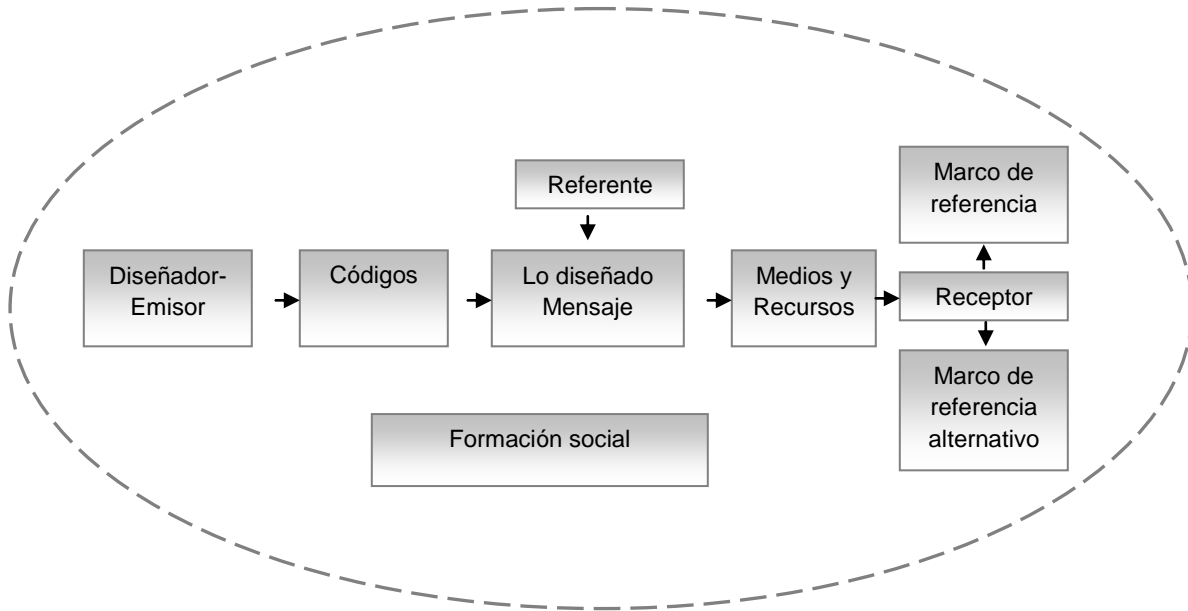 Referente
Marco de
referencia
Diseñador-
Emisor
Códigos
Lo diseñado
Mensaje
Medios y
Recursos
Receptor
Marco de
referencia
alternativo
Formación social